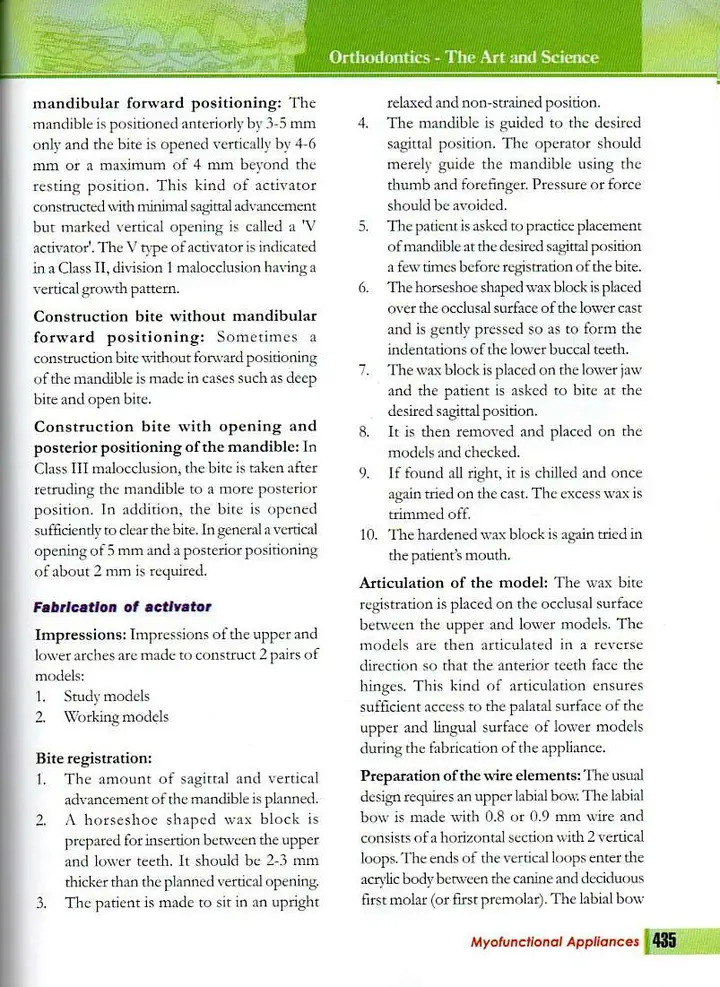 Orthodontics - The Art and Science
mandibular forward positioning: The
mandible is positioned anteriorly by 3-5 mm
only and the bite is opened vertically by 4-6
mm or a maximum of 4 mm beyond the
resting position. This kind of activator
constructed with minimal sagittal advancement
but marked vertical opening is called a 'V
activator'. The V type of activator is indicated
in a Class II, division 1 malocclusion having a
vertical growth pattern.
Construction bite without mandibular
forward positioning: Sometimes a
construction bite without forward positioning
of the mandible is made in cases such as deep
bite and open bite.
Construction bite with opening and
posterior positioning of the mandible: In
Class III malocclusion, the bite is taken after
retruding the mandible to a more posterior
position. In addition, the bite is opened
sufficiently to clear the bite. In general a vertical
opening of 5 mm and a posterior positioning
of about 2 mm is required.
Fabrication of activator
Impressions: Impressions of the upper and
lower arches are made to construct 2 pairs of
models:
1. Study models
2. Working models
Bite registration:
1. The amount of sagittal and vertical
advancement of the mandible is planned.
2. A horseshoe shaped wax block is
prepared for insertion between the upper
and lower teeth. It should be 2-3 mm
thicker than the planned vertical opening.
3. The patient is made to sit in an upright
relaxed and non-strained position.
4. The mandible is guided to the desired
sagittal position. The operator should
merely guide the mandible using the
thumb and forefinger. Pressure or force
should be avoided.
5. The patient is asked to practice placement
of mandible at the desired sagittal position
a few times before registration of the bite.
6. The horseshoe shaped wax block is placed
over the occlusal surface of the lower cast
and is gently pressed so as to form the
indentations of the lower buccal teeth.
7. The wax block is placed on the lower jaw
and the patient is asked to bite at the
desired sagittal position.
8. It is then removed and placed on the
models and checked.
9. If found all right, it is chilled and once
again tried on the cast. The excess wax is
trimmed off.
10. The hardened wax block is again tried in
the patient's mouth.
Articulation of the model: The wax bite
registration is placed on the occlusal surface
between the upper and lower models. The
models are then articulated in a reverse
direction so that the anterior teeth face the
hinges. This kind of articulation ensures
sufficient access to the palatal surface of the
upper and lingual surface of lower models
during the fabrication of the appliance.
Preparation of the wire elements: The usual
design requires an upper labial bow. The labial
bow is made with 0.8 or 0.9 mm wire and
consists of a horizontal section with 2 vertical
loops. The ends of the vertical loops enter the
acrylic body between the canine and deciduous
first molar (or first premolar). The labial bow
Myofunctional Appliances 435